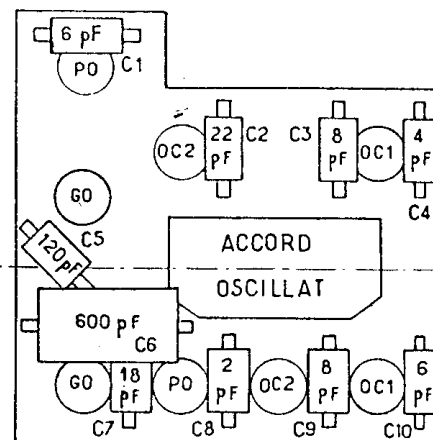 6 pF
C1
PO
OC2
22
pF
C2
C3
8
pF
OC1
4
pF
C4
GO
C5
120 pF
ACCORD
OSCILLAT
600 pF
C6
GO
18
pF
C7
PO
2
pF
C8
OC2
8
pF
C9
OC1
6
pF
C10